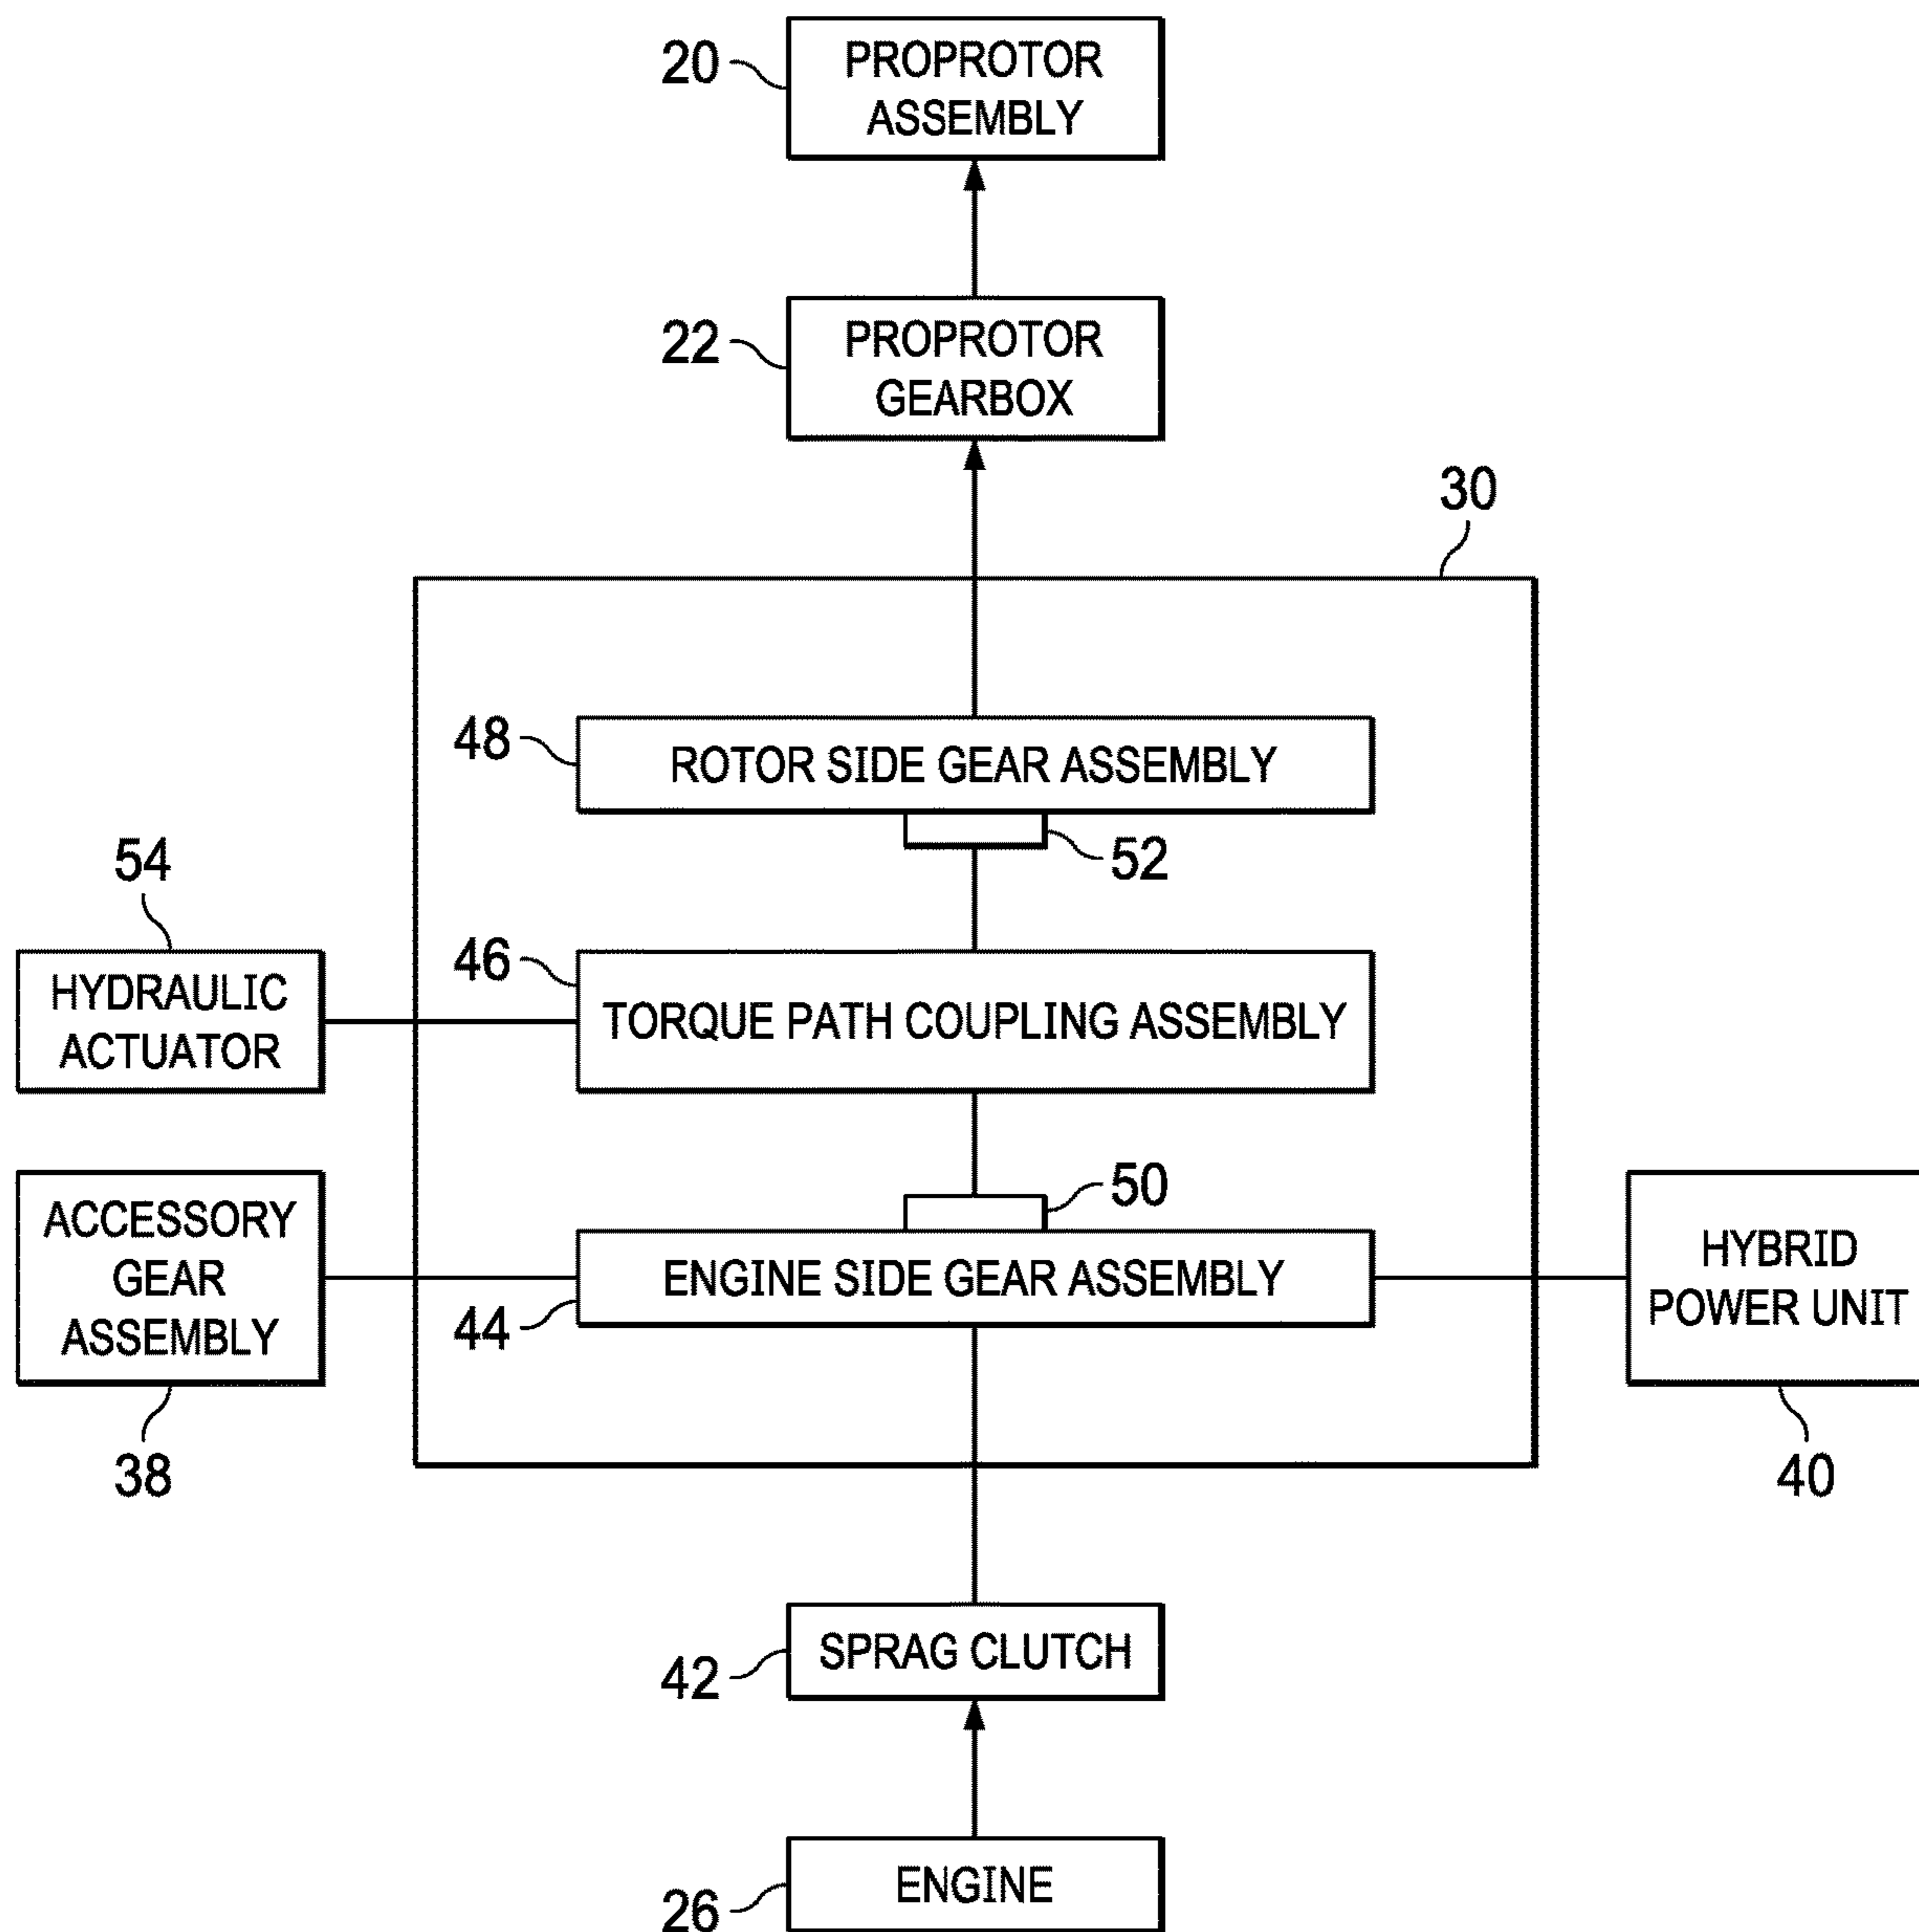 20
PROPROTOR
ASSEMBLY
22
PROPROTOR
GEARBOX
30
48
ROTOR SIDE GEAR ASSEMBLY
52
54
HYDRAULIC
ACTUATOR
46
TORQUE PATH COUPLING ASSEMBLY
50
ACCESSORY
GEAR
ASSEMBLY
38
ENGINE SIDE GEAR ASSEMBLY
44
HYBRID
POWER UNIT
40
42
SPRAG CLUTCH
26
ENGINE